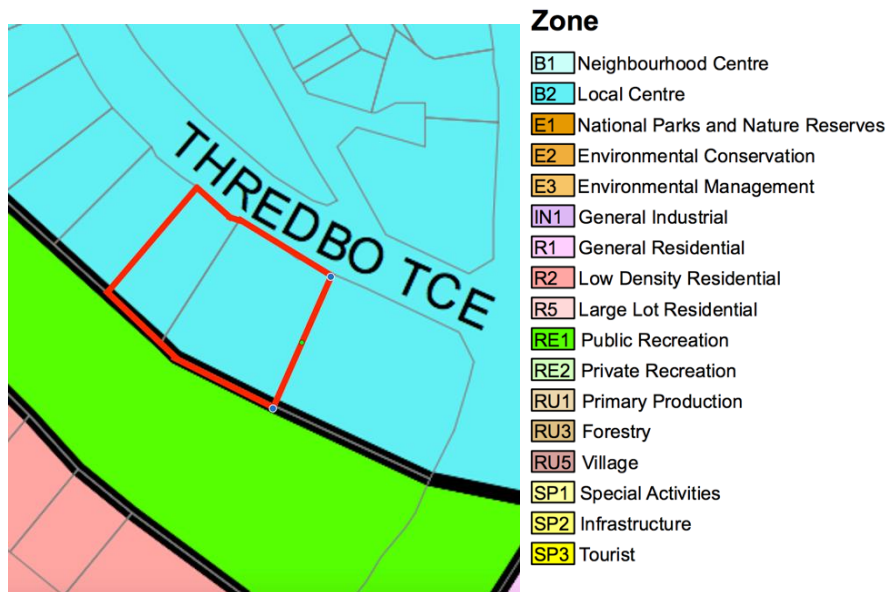 THREDBO TCE
Zone
B1 Neighbourhood Centre
B2 Local Centre
E1 National Parks and Nature Reserves
E2 Environmental Conservation
E3 Environmental Management
IN1 General Industrial
R1 General Residential
R2 Low Density Residential
R5 Large Lot Residential
RE1 Public Recreation
RE2 Private Recreation
RU1 Primary Production
RU3 Forestry
RU5 Village
SP1 Special Activities
SP2 Infrastructure
SP3 Tourist